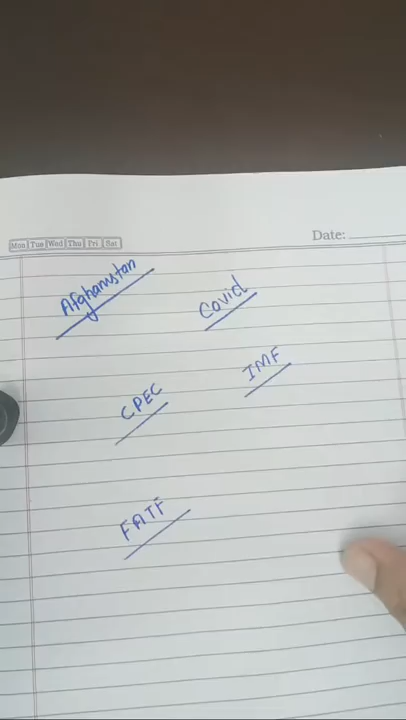 Mon Tue Wed Thu Fri Sat
Date:
Afghanistan
Covid
IMF
CPEC
FATF